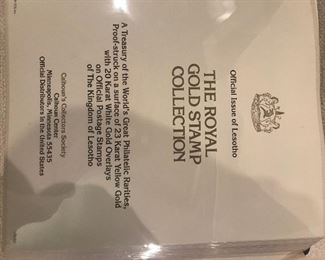 Official Issue of Lesotho
THE ROYAL
GOLD STAMP
COLLECTION
A Treasury of the World's Great Philatelic Rarities,
Proof-struck on a surface of 23 Karat Yellow Gold
with 20 Karat White Gold Overlays
on Official Postage Stamps
of The Kingdom of Lesotho
Calhoun's Collectors Society
Calhoun Center
Minneapolis, Minnesota 55435
Official Distributors in the United States